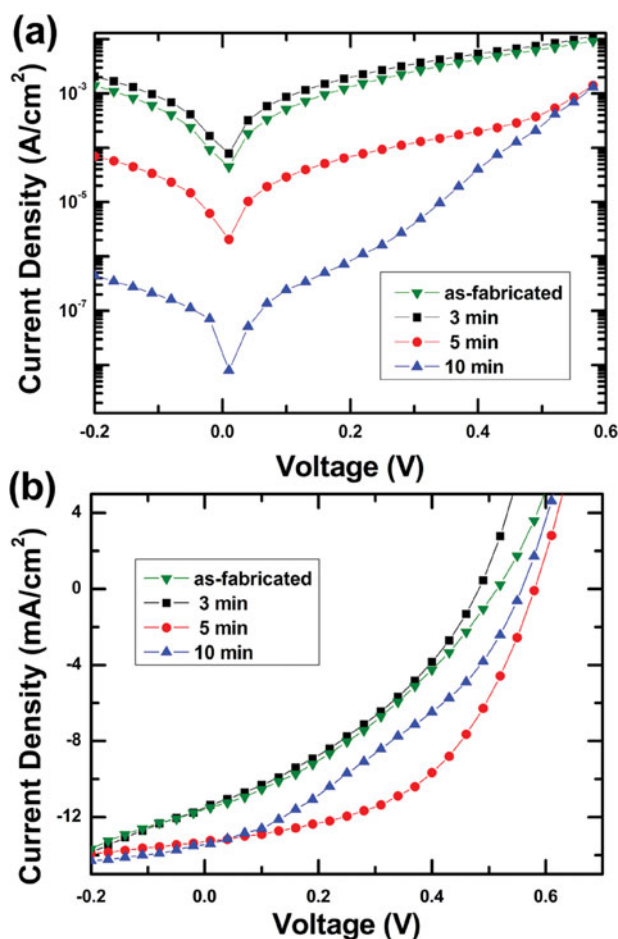 (a)
10⁻³
10⁻⁵
10⁻⁷
Current Density (A/cm²)
as-fabricated
3 min
5 min
10 min
-0.2 0.0 0.2 0.4 0.6
Voltage (V)
(b)
4
0
-4
-8
-12
Current Density (mA/cm²)
as-fabricated
3 min
5 min
10 min
-0.2 0.0 0.2 0.4 0.6
Voltage (V)